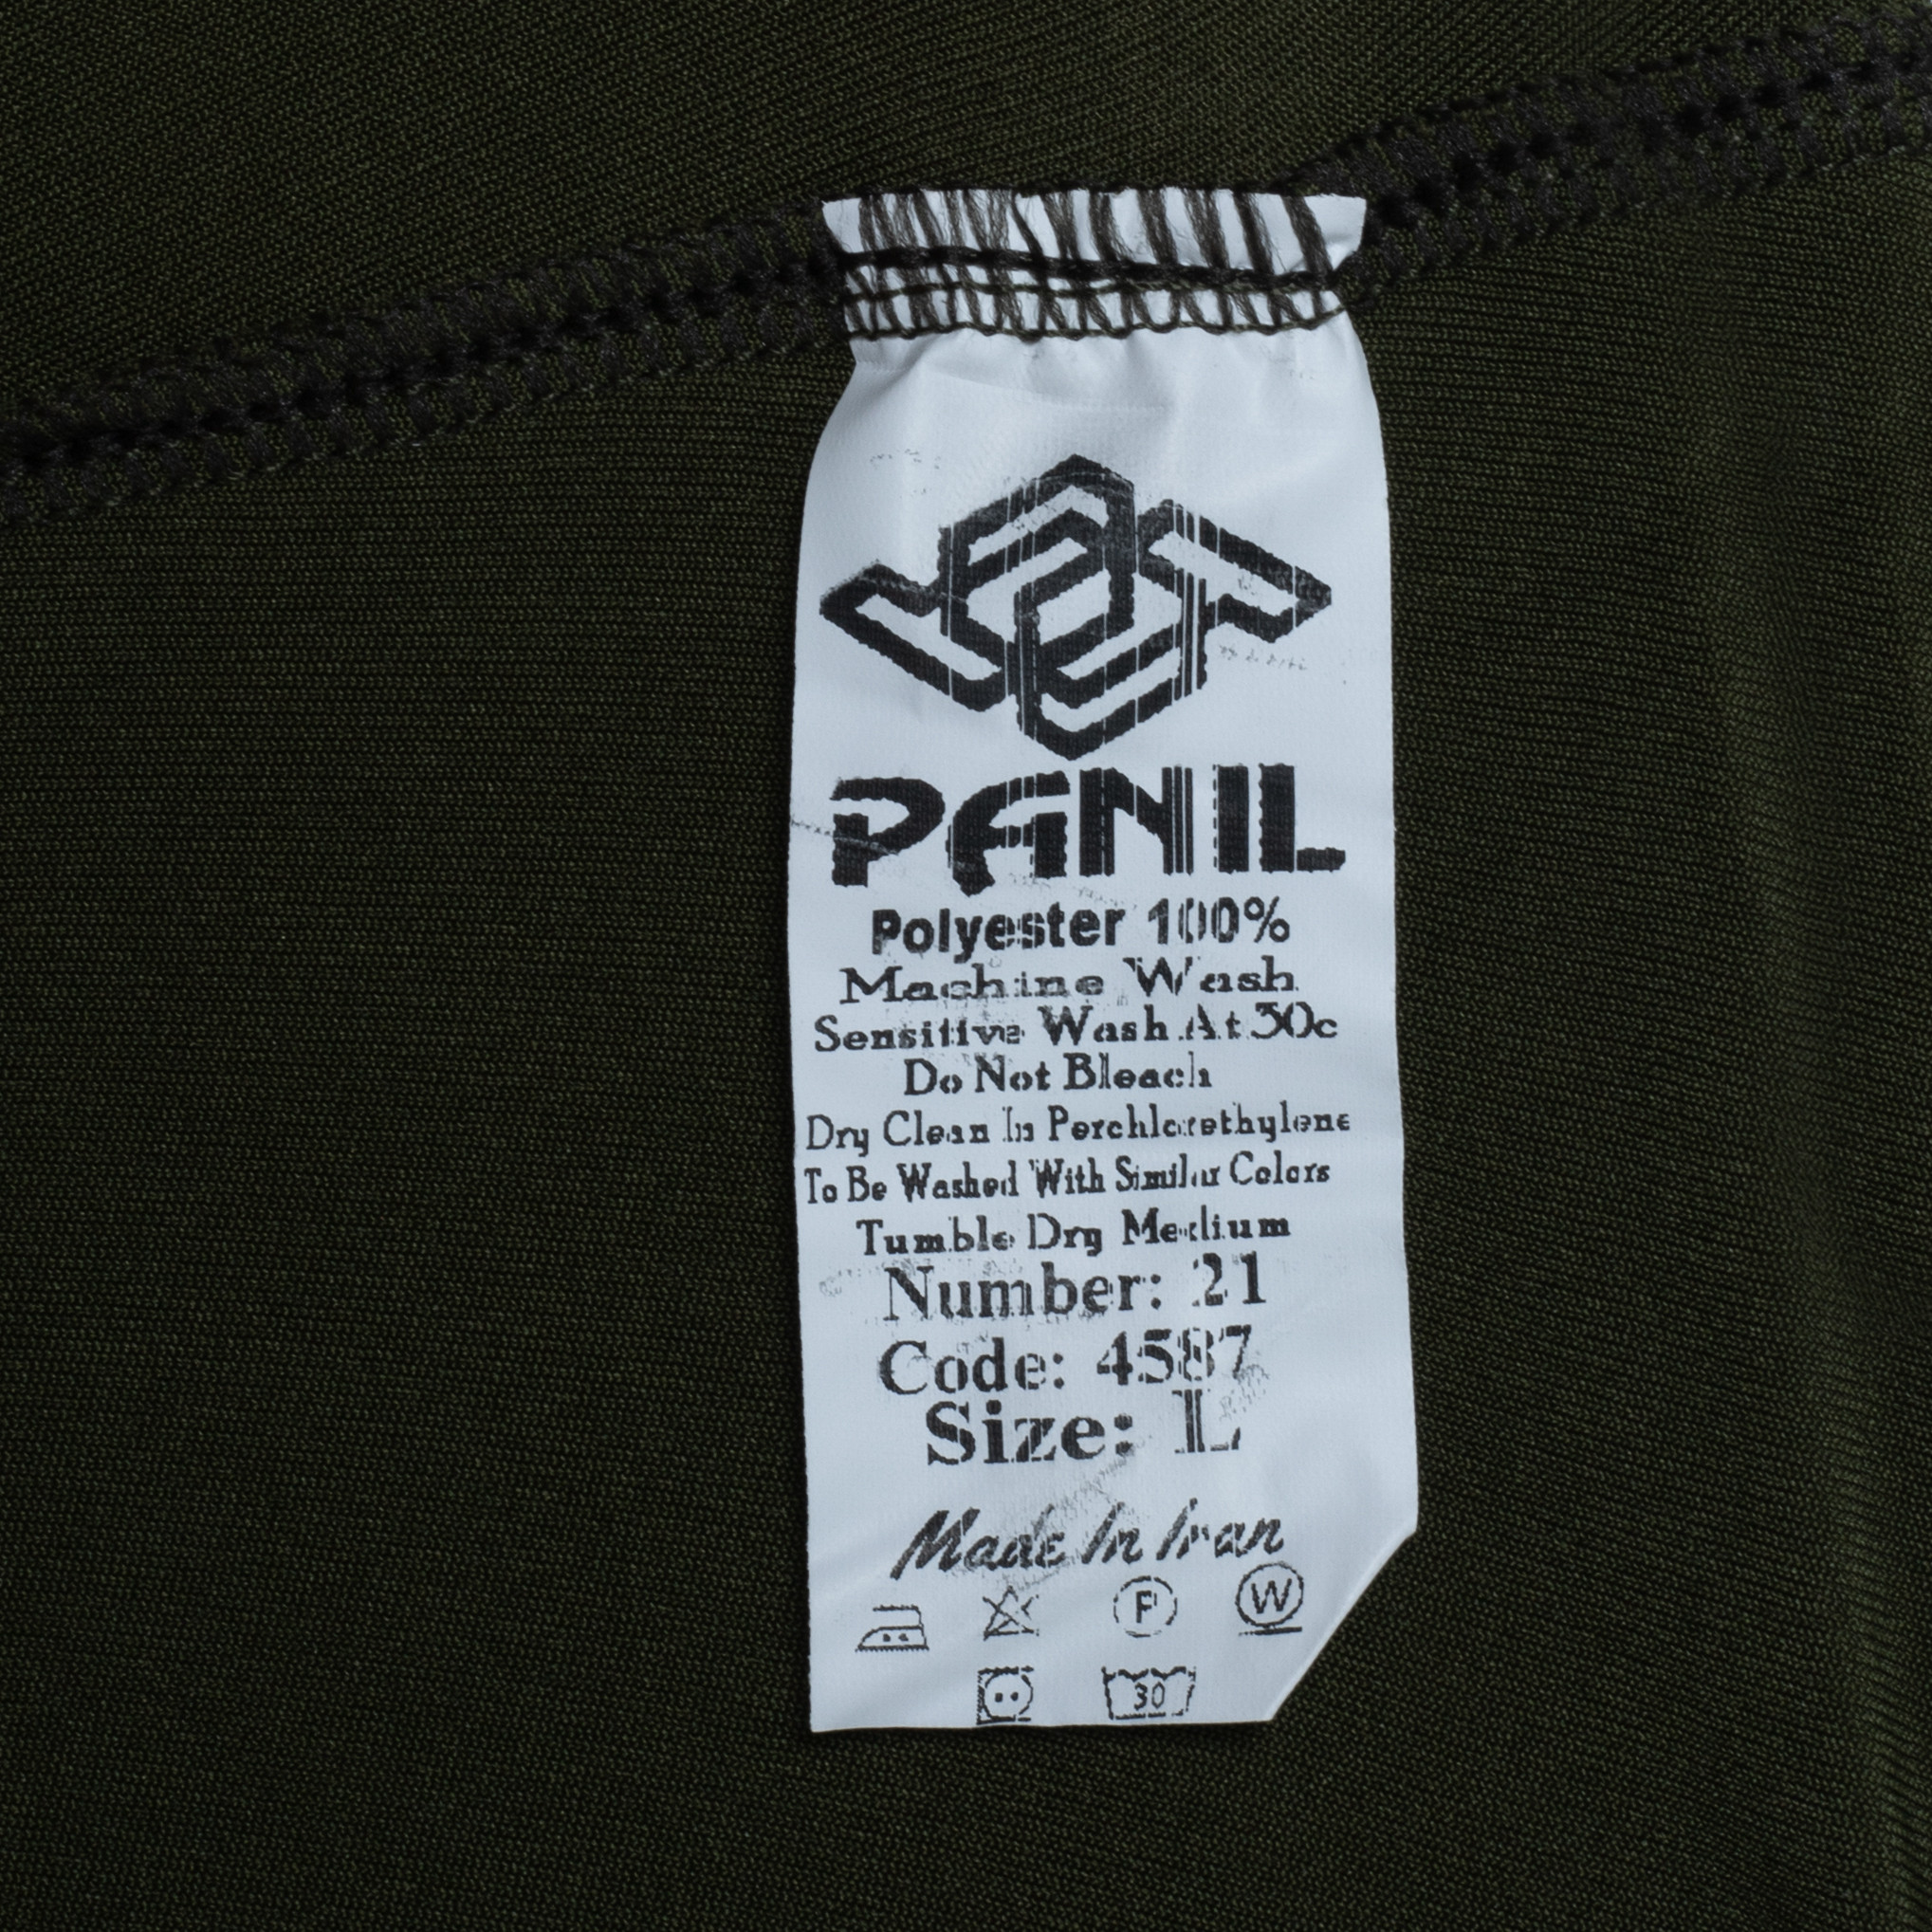 PANIL
Polyester 100%
Machine Wash
Sensitive Wash At 30c
Do Not Bleach
Dry Clean In Perchlorethylene
To Be Washed With Similar Colors
Tumble Dry Medium
Number: 21
Code: 4587
Size: L
Made In Iran
P W
30